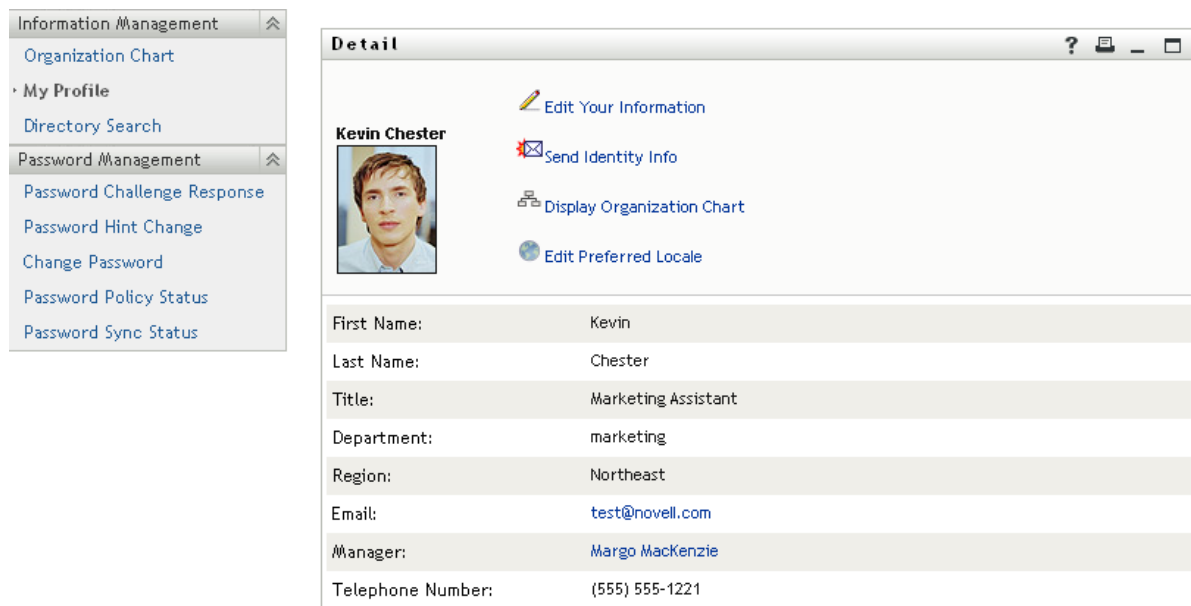 Information Management
Organization Chart
My Profile
Directory Search
Password Management
Password Challenge Response
Password Hint Change
Change Password
Password Policy Status
Password Sync Status
Detail
?
Kevin Chester
Edit Your Information
Send Identity Info
Display Organization Chart
Edit Preferred Locale
First Name: Kevin
Last Name: Chester
Title: Marketing Assistant
Department: marketing
Region: Northeast
Email: test@novell.com
Manager: Margo MacKenzie
Telephone Number: (555) 555-1221